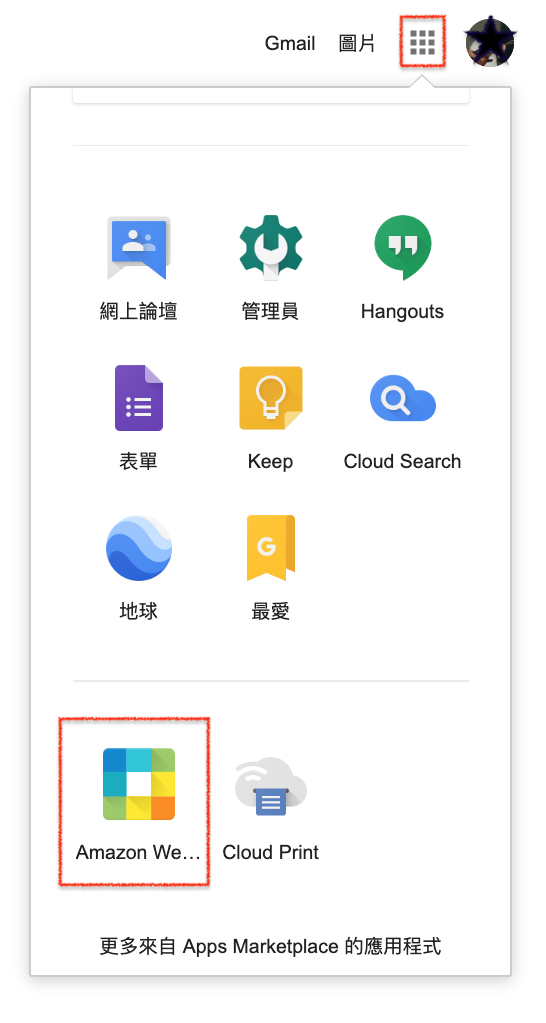 Gmail 圖片
網上論壇 管理員 Hangouts
表單 Keep Cloud Search
G
地球 最愛
Amazon We... Cloud Print
更多來自 Apps Marketplace 的應用程式